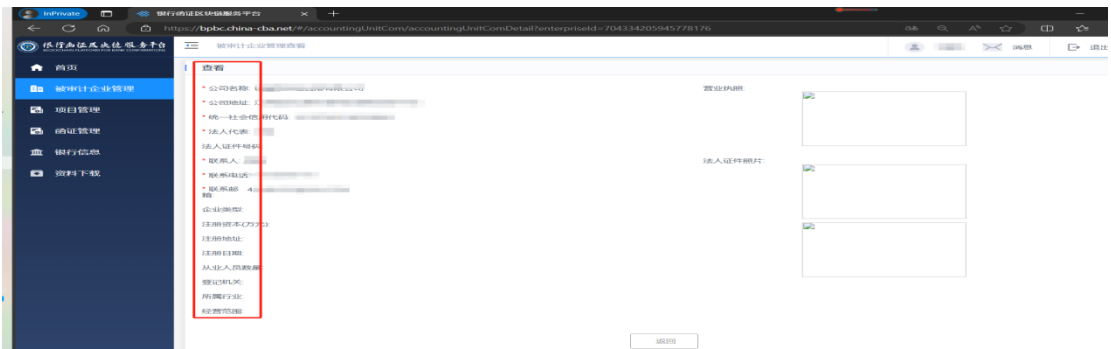 InPrivate
银行函证区块链服务平台
https://bpbc.china-cba.net/#/accountingUnitCom/accountingUnitComDetail?enterpriseId=704334205945778176
银行函证区块链服务平台
被审计企业管理查看
消息
退出
首页
被审计企业管理
项目管理
函证管理
银行信息
资料下载
查看
* 公司名称:
* 公司地址:
* 统一社会信用代码:
* 法人代表:
法人证件号码:
* 联系人:
* 联系电话:
* 联系邮箱:
企业类型:
注册资本(万元):
注册地址:
注册日期:
从业人员数量:
登记机关:
所属行业:
经营范围:
营业执照:
法人证件照片:
返回